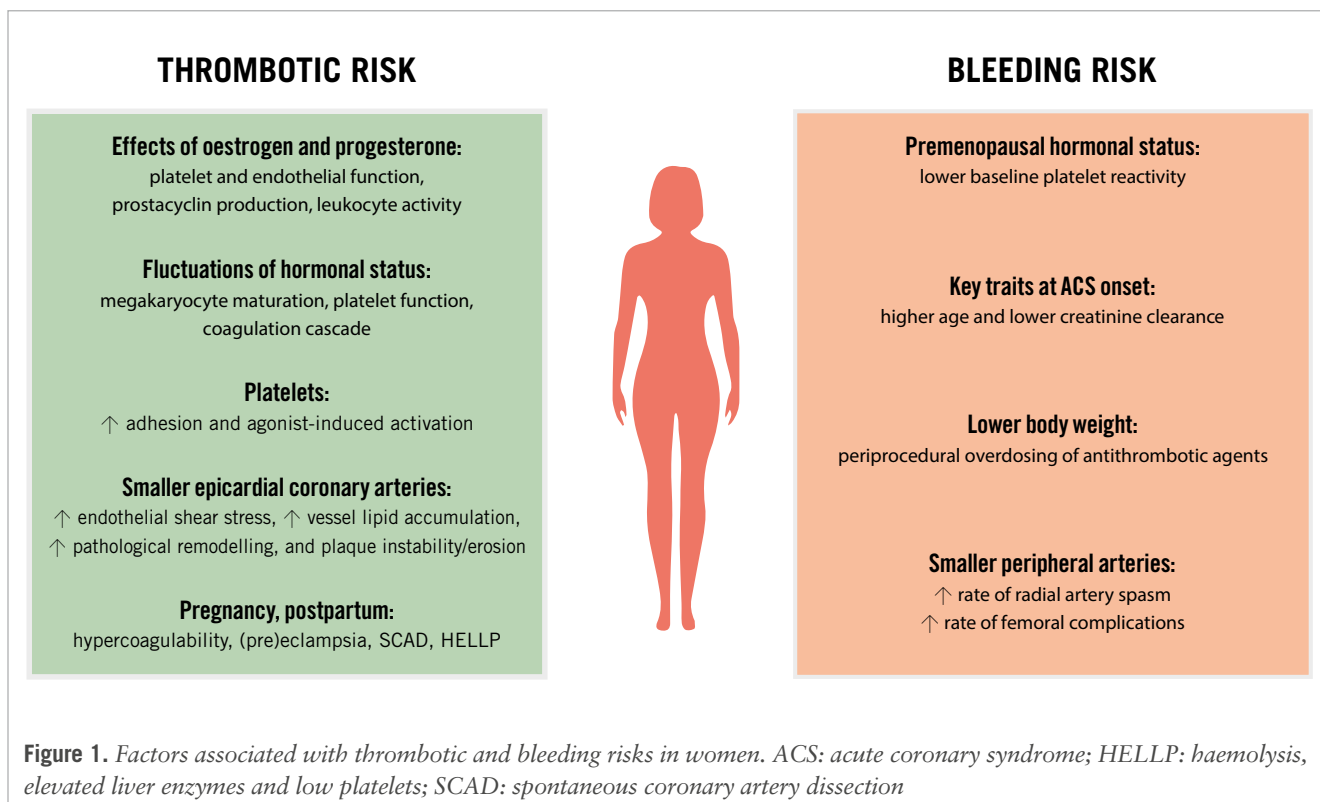 THROMBOTIC RISK
Effects of oestrogen and progesterone:
platelet and endothelial function,
prostacyclin production, leukocyte activity
Fluctuations of hormonal status:
megakaryocyte maturation, platelet function,
coagulation cascade
Platelets:
↑ adhesion and agonist-induced activation
Smaller epicardial coronary arteries:
↑ endothelial shear stress, ↑ vessel lipid accumulation,
↑ pathological remodelling, and plaque instability/erosion
Pregnancy, postpartum:
hypercoagulability, (pre)eclampsia, SCAD, HELLP
BLEEDING RISK
Premenopausal hormonal status:
lower baseline platelet reactivity
Key traits at ACS onset:
higher age and lower creatinine clearance
Lower body weight:
periprocedural overdosing of antithrombotic agents
Smaller peripheral arteries:
↑ rate of radial artery spasm
↑ rate of femoral complications
Figure 1. Factors associated with thrombotic and bleeding risks in women. ACS: acute coronary syndrome; HELLP: haemolysis,
elevated liver enzymes and low platelets; SCAD: spontaneous coronary artery dissection